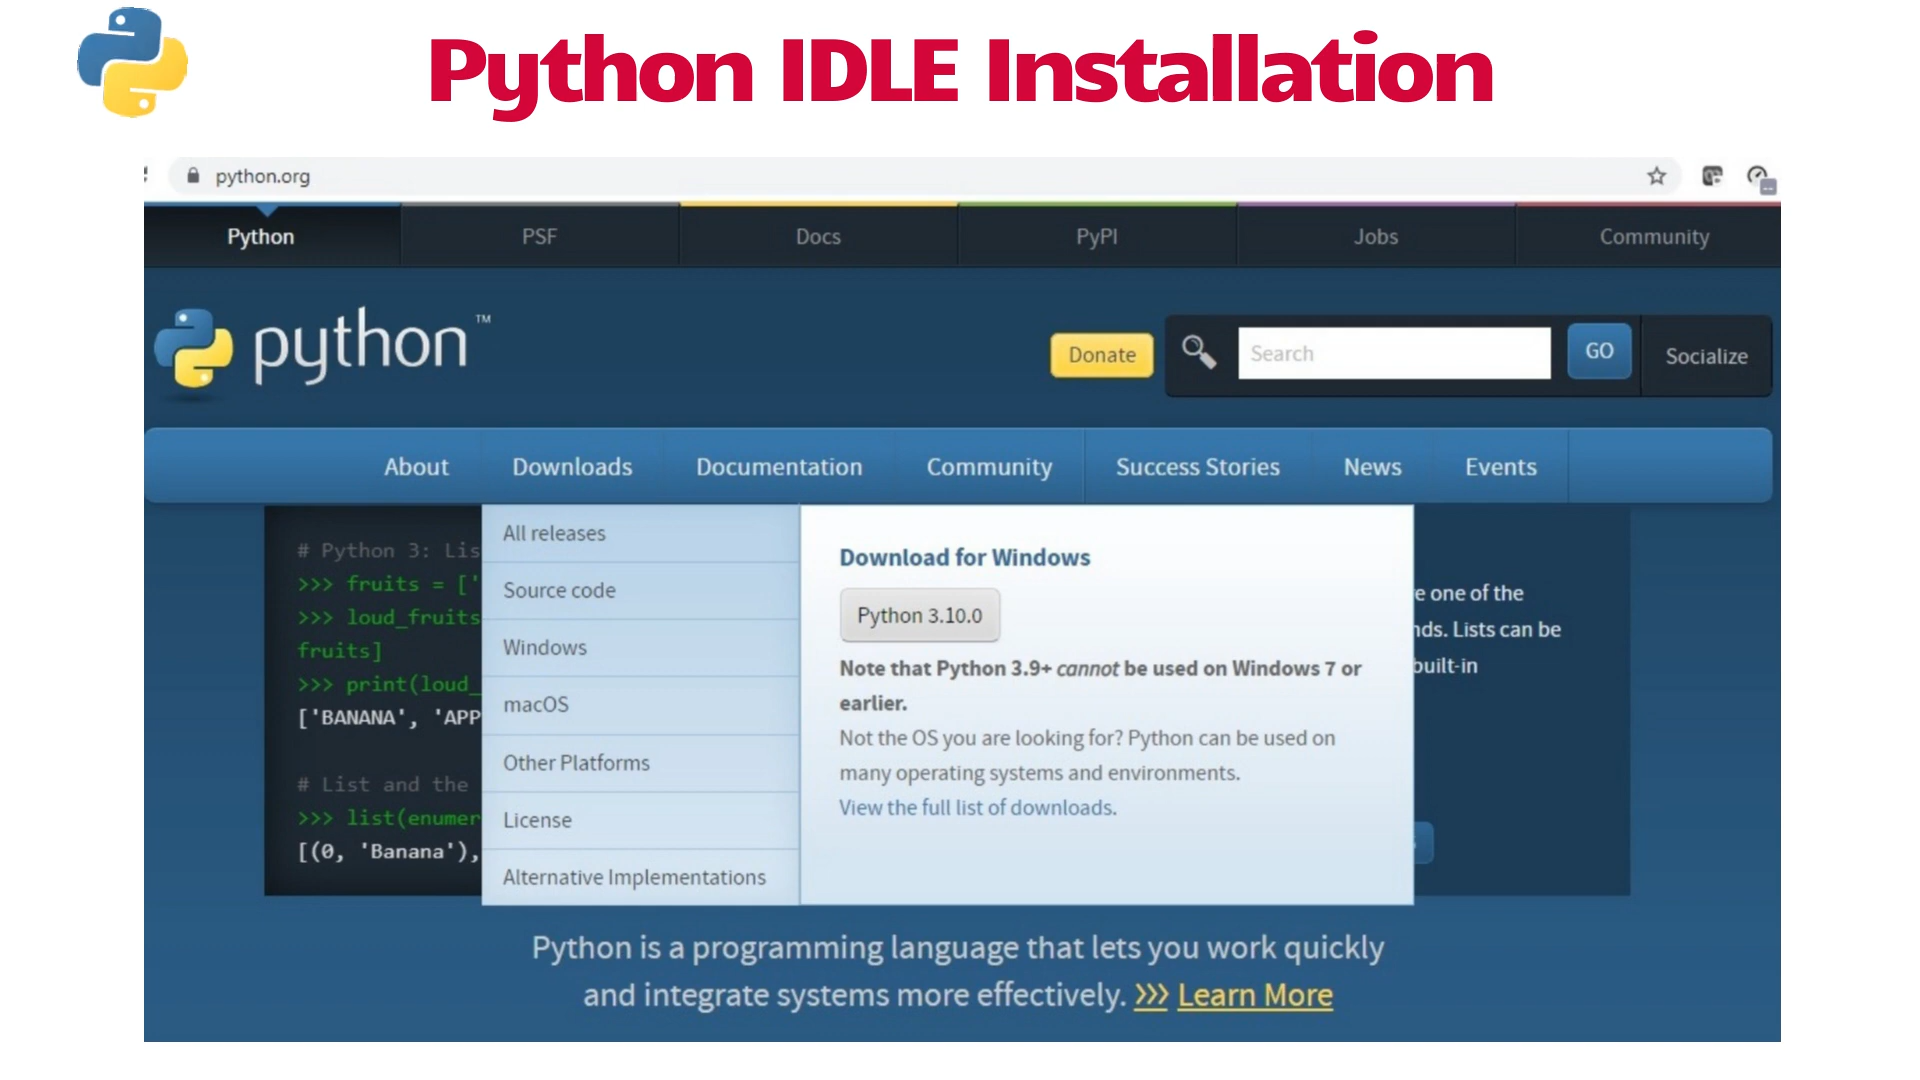 Python IDLE Installation
python.org
Python PSF Docs PyPI Jobs Community
python™
Donate Search GO Socialize
About Downloads Documentation Community Success Stories News Events
# Python 3: Lis
>>> fruits = ['
>>> loud_fruits
fruits]
>>> print(loud_
['BANANA', 'APP
# List and the
>>> list(enumer
[(0, 'Banana'),
All releases
Source code
Windows
macOS
Other Platforms
License
Alternative Implementations
Download for Windows
Python 3.10.0
Note that Python 3.9+ cannot be used on Windows 7 or
earlier.
Not the OS you are looking for? Python can be used on
many operating systems and environments.
View the full list of downloads.
e one of the
nds. Lists can be
built-in
Python is a programming language that lets you work quickly
and integrate systems more effectively. >>> Learn More